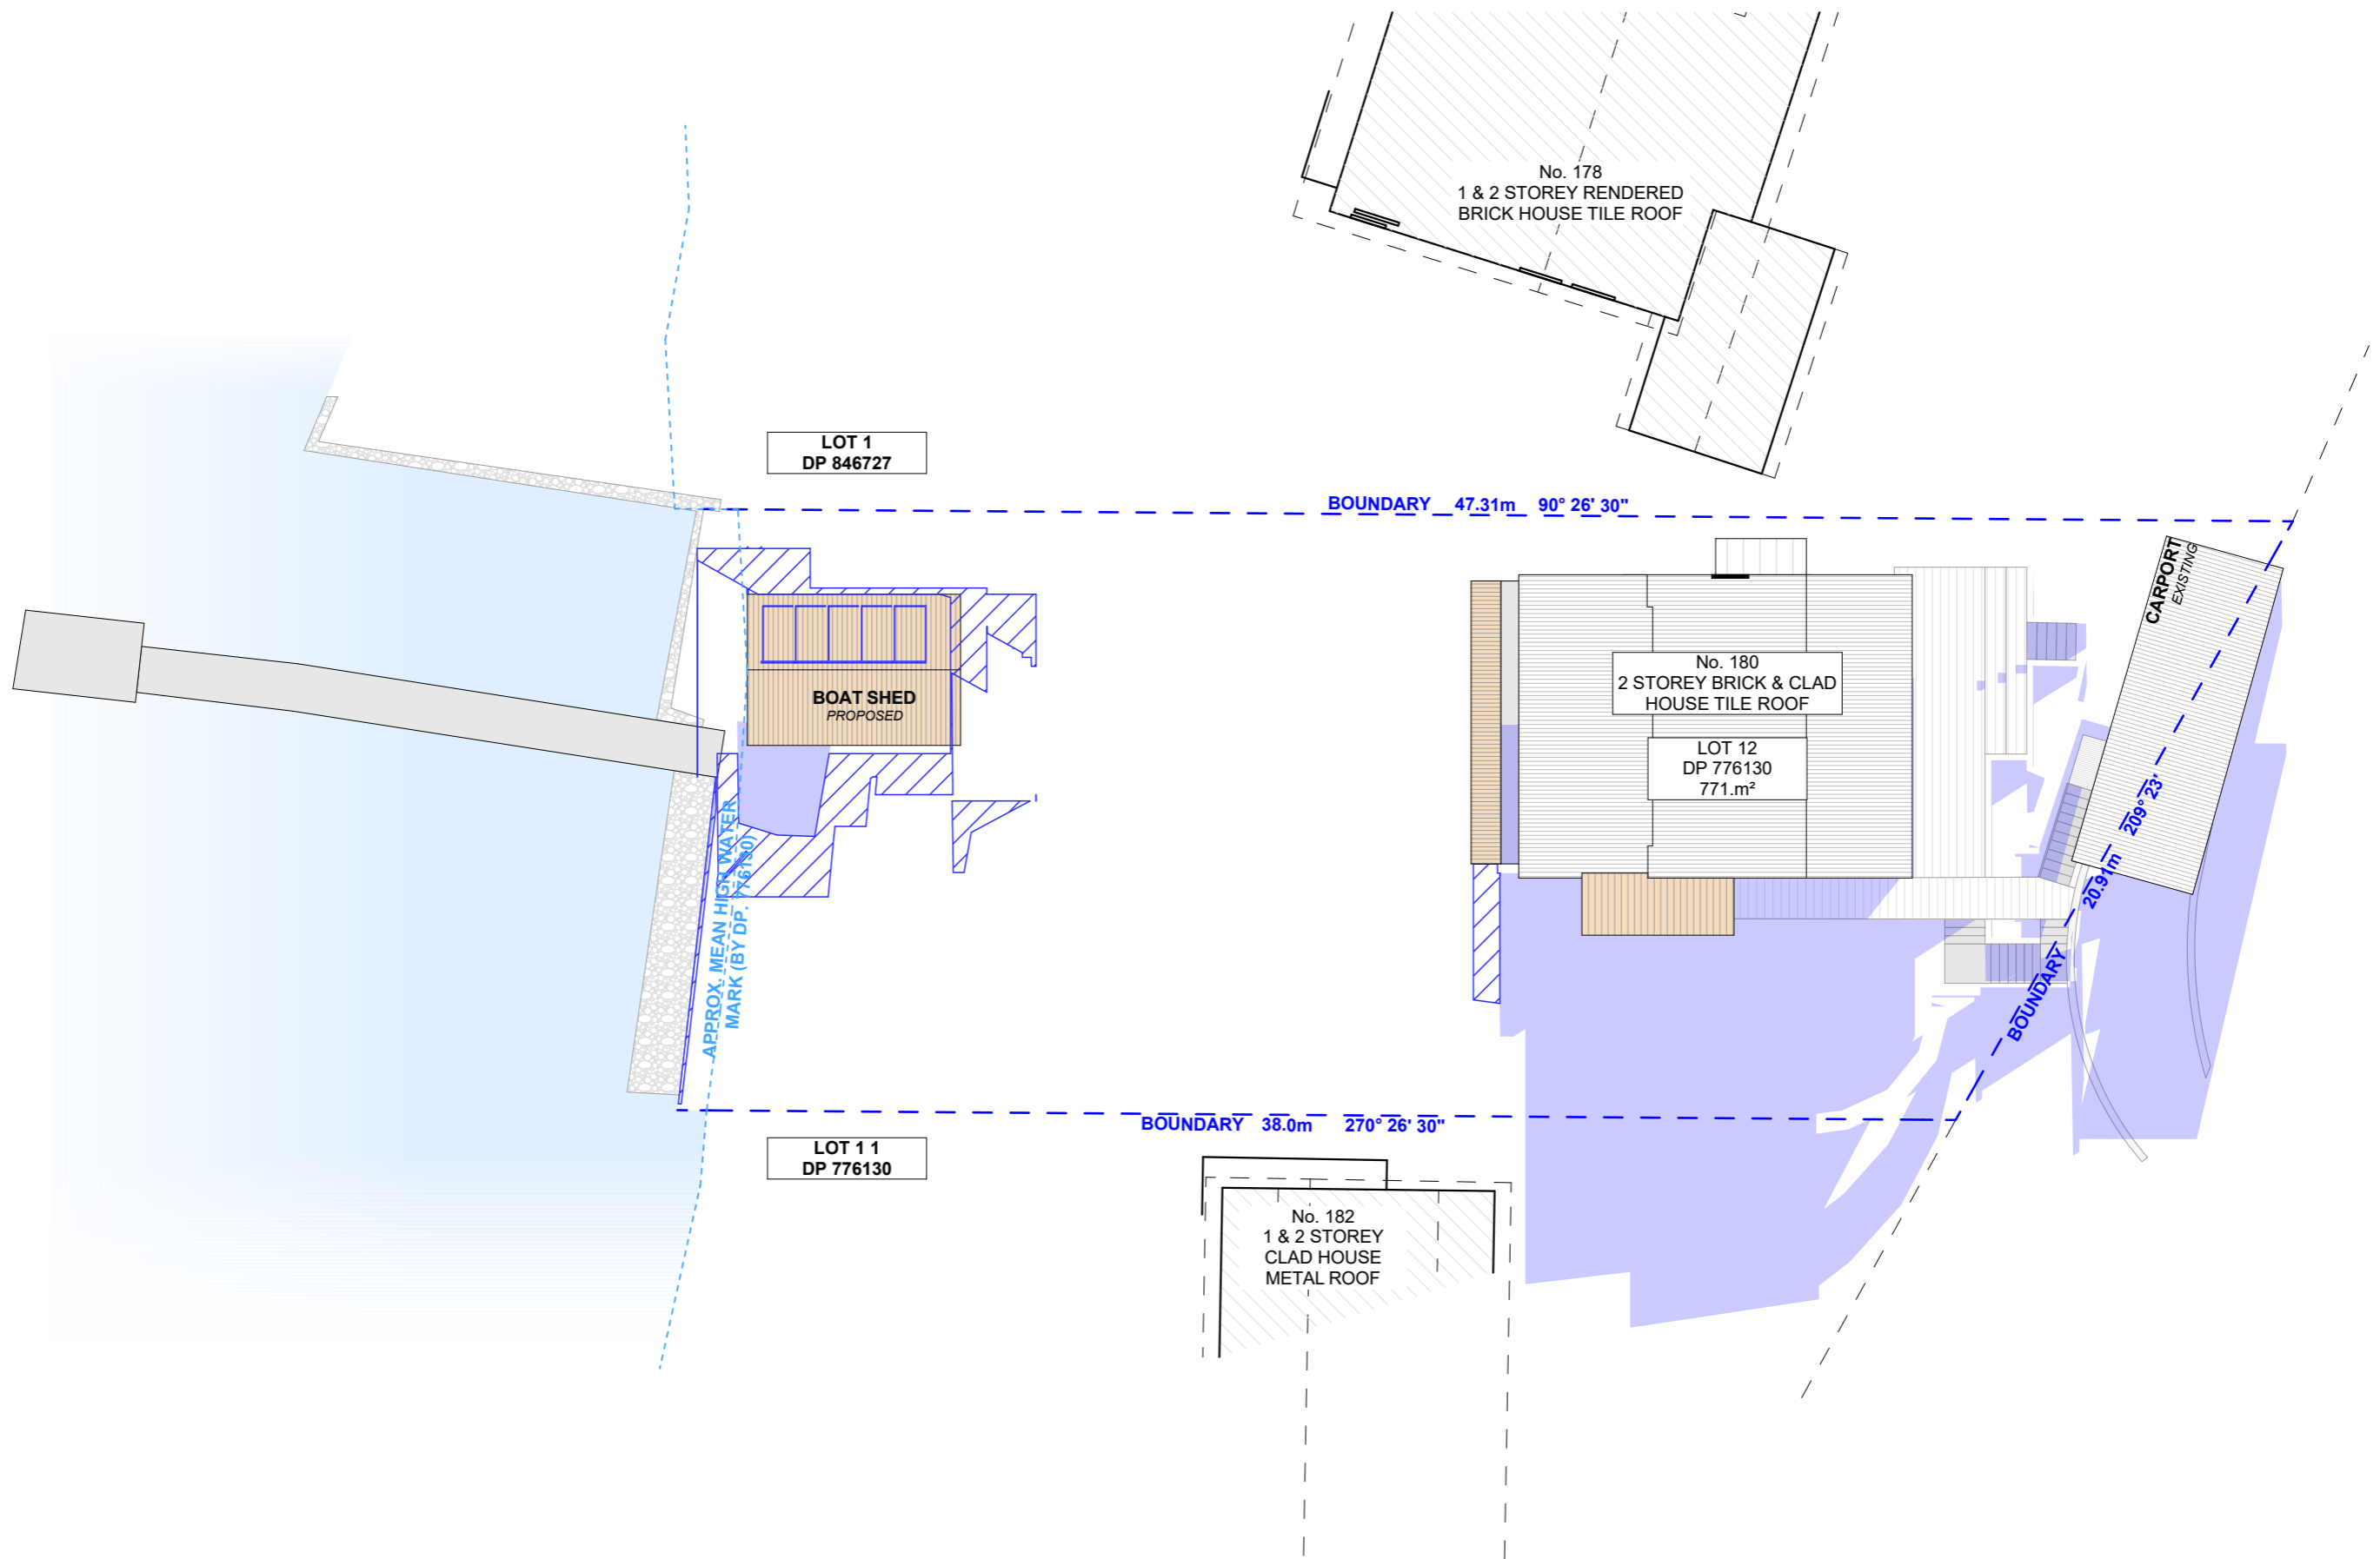 No. 178
1 & 2 STOREY RENDERED
BRICK HOUSE TILE ROOF
LOT 1
DP 846727
BOUNDARY 47.31m 90° 26' 30"
CARPORT
EXISTING
BOAT SHED
PROPOSED
No. 180
2 STOREY BRICK & CLAD
HOUSE TILE ROOF
LOT 12
DP 776130
771.m²
BOUNDARY 20.91m 209° 23'
APPROX. MEAN HIGH WATER
MARK (BY DP. 776130)
BOUNDARY 38.0m 270° 26' 30"
LOT 1 1
DP 776130
No. 182
1 & 2 STOREY
CLAD HOUSE
METAL ROOF